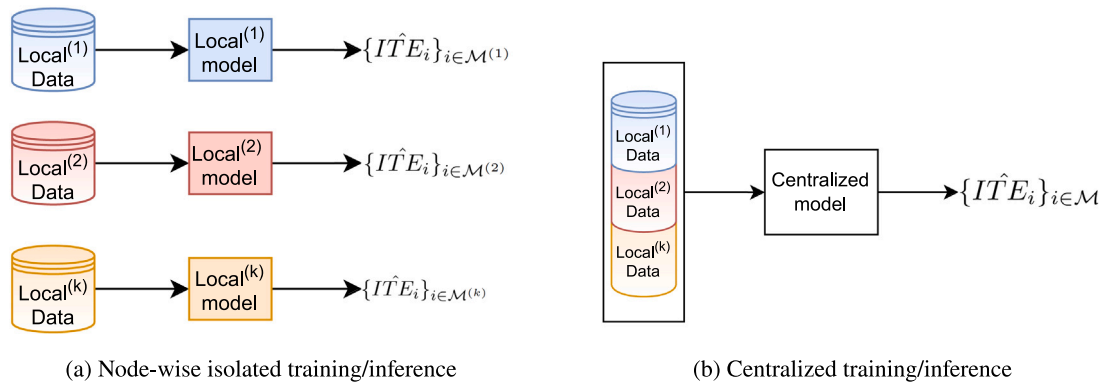 Local(1)
Data
Local(1)
model
{IT̂E_i}_{i∈M(1)}
Local(2)
Data
Local(2)
model
{IT̂E_i}_{i∈M(2)}
Local(k)
Data
Local(k)
model
{IT̂E_i}_{i∈M(k)}
(a) Node-wise isolated training/inference
Local(1)
Data
Local(2)
Data
Local(k)
Data
Centralized
model
{IT̂E_i}_{i∈M}
(b) Centralized training/inference